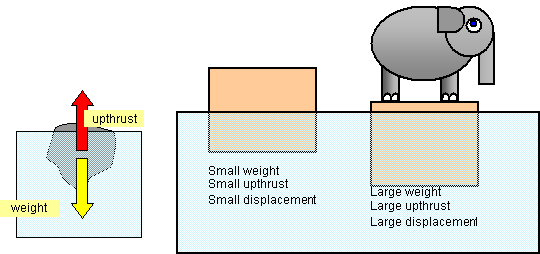 upthrust
weight
Small weight
Small upthrust
Small displacement
Large weight
Large upthrust
Large displacement